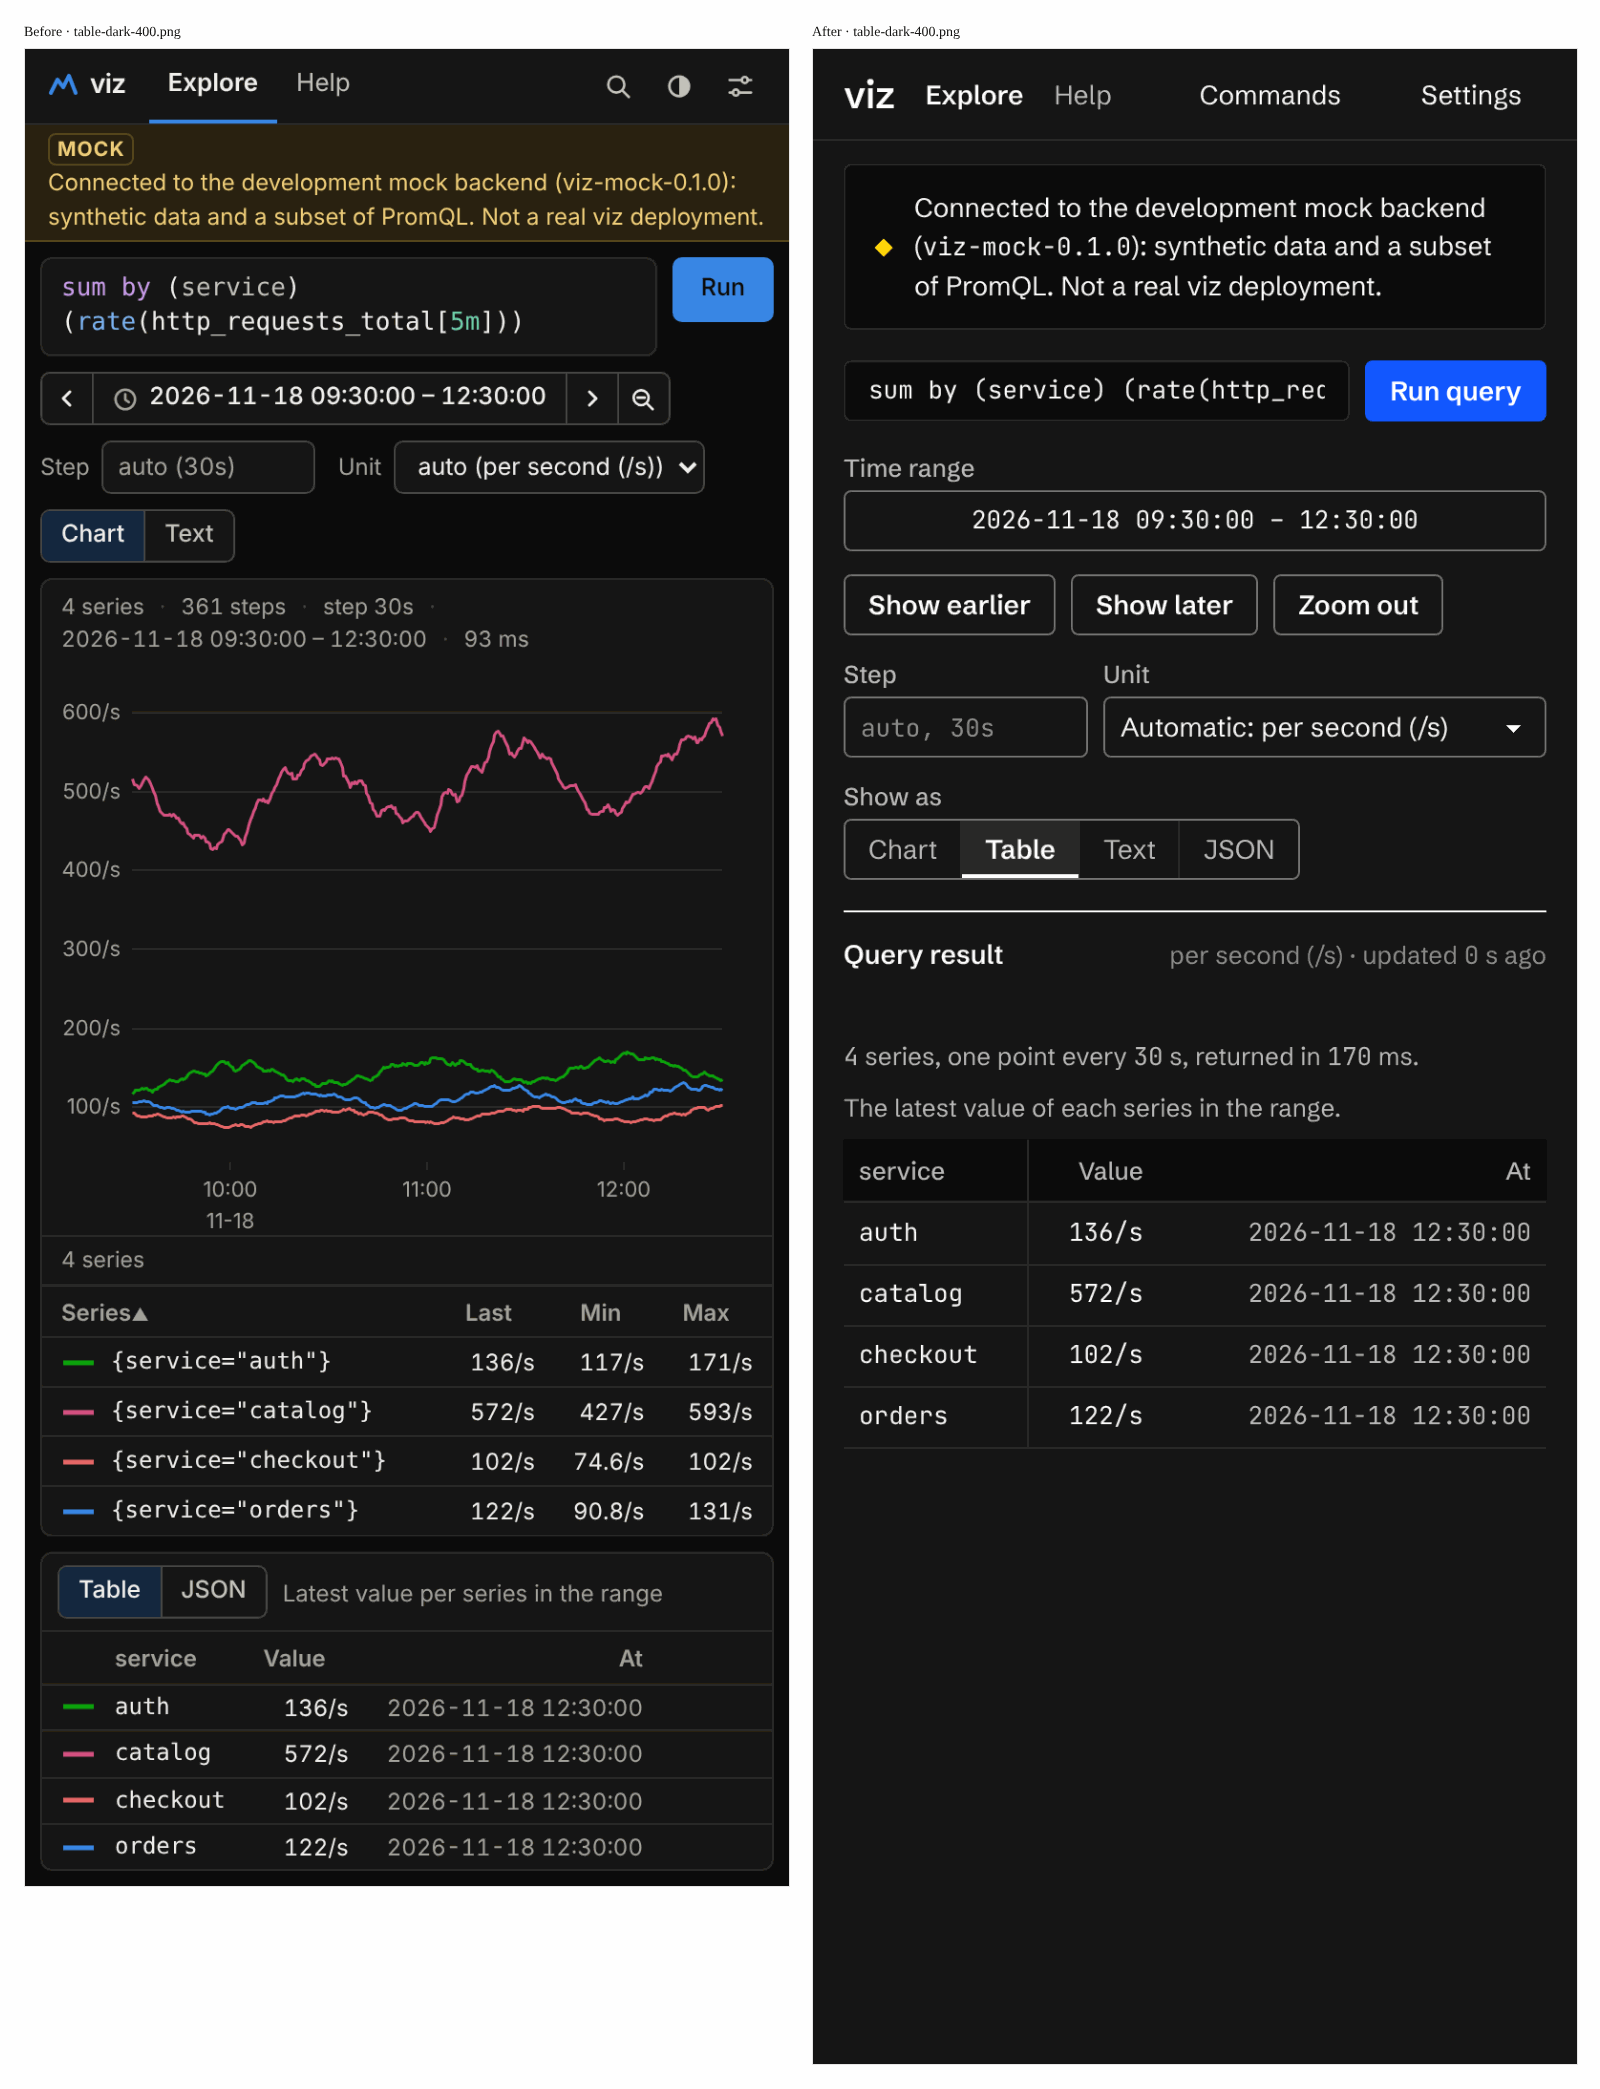 Before · table-dark-400.png
viz Explore Help
MOCK
Connected to the development mock backend (viz-mock-0.1.0):
synthetic data and a subset of PromQL. Not a real viz deployment.
sum by (service)
(rate(http_requests_total[5m]))
Run
2026-11-18 09:30:00 – 12:30:00
Step auto (30s) Unit auto (per second (/s))
Chart Text
4 series · 361 steps · step 30s ·
2026-11-18 09:30:00 – 12:30:00 · 93 ms
600/s
500/s
400/s
300/s
200/s
100/s
10:00 11:00 12:00
11-18
4 series
Series▲ Last Min Max
{service="auth"} 136/s 117/s 171/s
{service="catalog"} 572/s 427/s 593/s
{service="checkout"} 102/s 74.6/s 102/s
{service="orders"} 122/s 90.8/s 131/s
Table JSON Latest value per series in the range
service Value At
auth 136/s 2026-11-18 12:30:00
catalog 572/s 2026-11-18 12:30:00
checkout 102/s 2026-11-18 12:30:00
orders 122/s 2026-11-18 12:30:00
After · table-dark-400.png
viz Explore Help Commands Settings
Connected to the development mock backend
(viz-mock-0.1.0): synthetic data and a subset
of PromQL. Not a real viz deployment.
sum by (service) (rate(http_rec
Run query
Time range
2026-11-18 09:30:00 – 12:30:00
Show earlier Show later Zoom out
Step Unit
auto, 30s Automatic: per second (/s)
Show as
Chart Table Text JSON
Query result per second (/s) · updated 0 s ago
4 series, one point every 30 s, returned in 170 ms.
The latest value of each series in the range.
service Value At
auth 136/s 2026-11-18 12:30:00
catalog 572/s 2026-11-18 12:30:00
checkout 102/s 2026-11-18 12:30:00
orders 122/s 2026-11-18 12:30:00